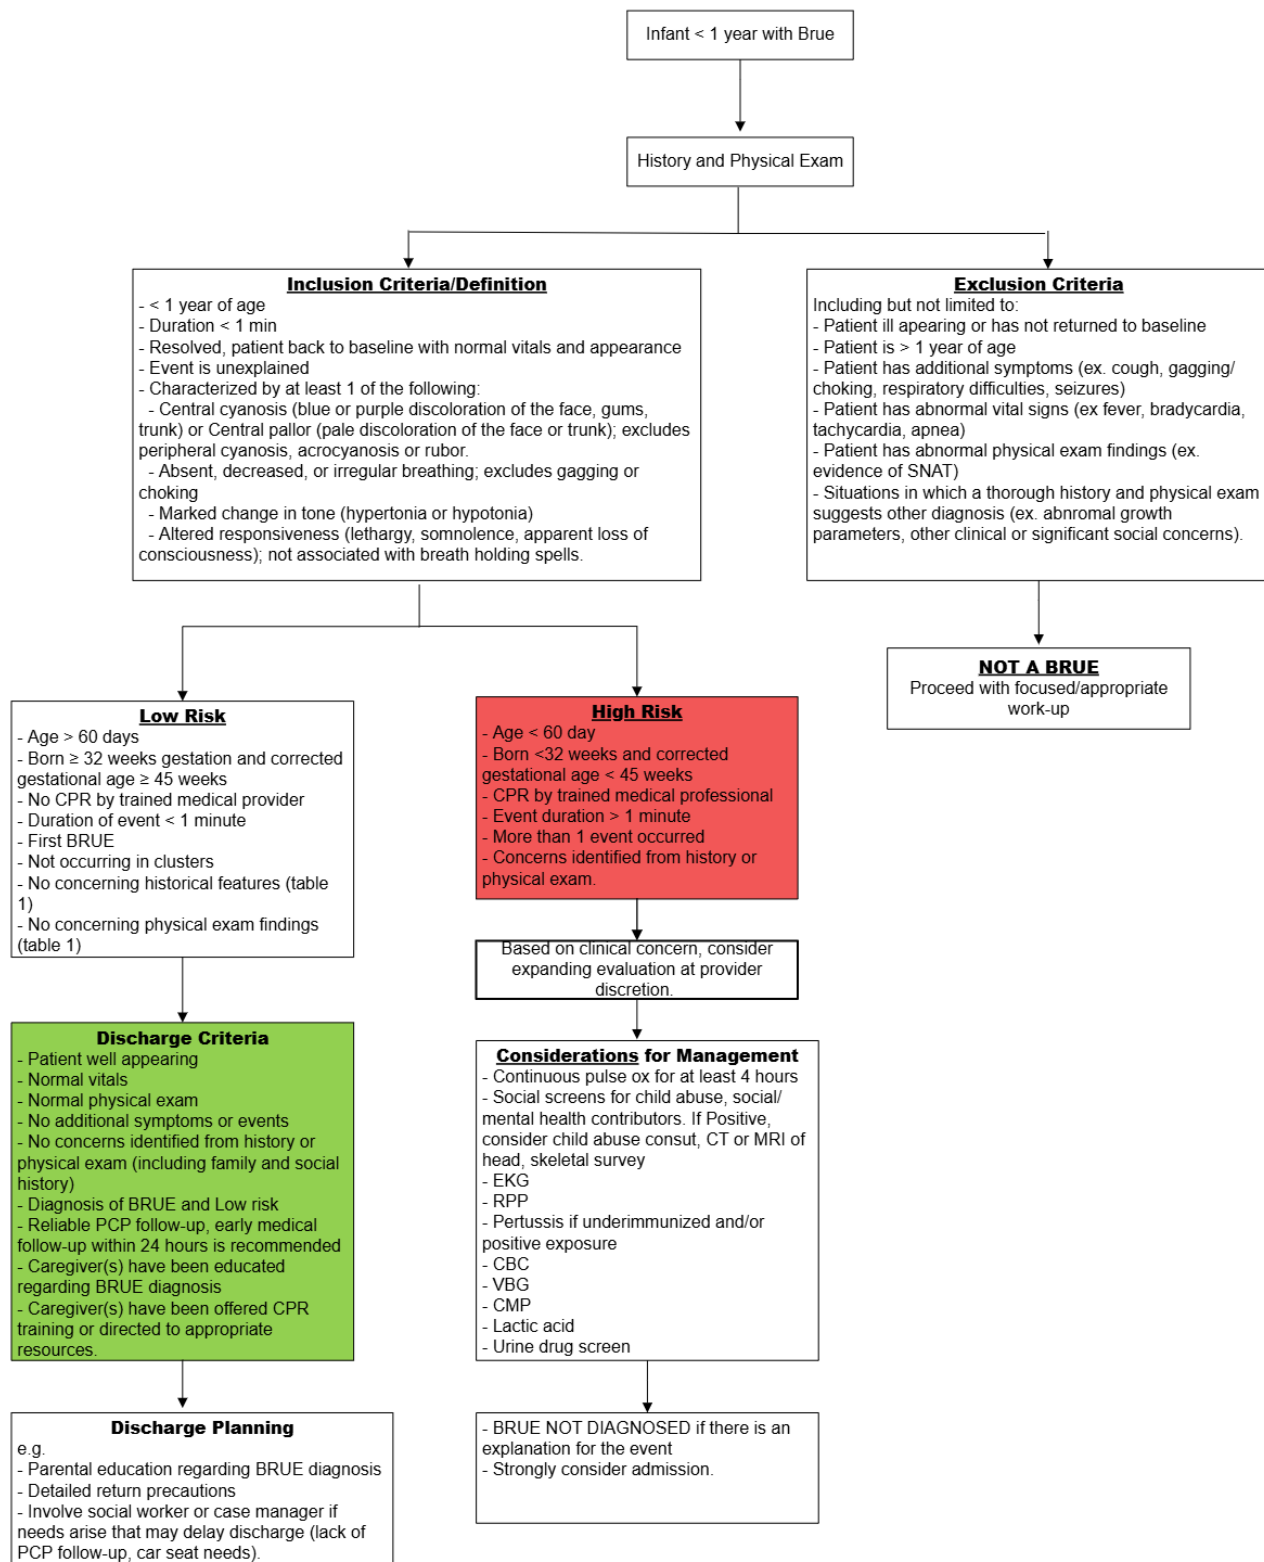 Infant < 1 year with Brue
History and Physical Exam
Inclusion Criteria/Definition
- < 1 year of age
- Duration < 1 min
- Resolved, patient back to baseline with normal vitals and appearance
- Event is unexplained
- Characterized by at least 1 of the following:
- Central cyanosis (blue or purple discoloration of the face, gums,
trunk) or Central pallor (pale discoloration of the face or trunk); excludes
peripheral cyanosis, acrocyanosis or rubor.
- Absent, decreased, or irregular breathing; excludes gagging or
choking
- Marked change in tone (hypertonia or hypotonia)
- Altered responsiveness (lethargy, somnolence, apparent loss of
consciousness); not associated with breath holding spells.
Exclusion Criteria
Including but not limited to:
- Patient ill apearing or has not returned to baseline
- Patient is > 1 year of age
- Patient has additional symptoms (ex. cough, gagging/
choking, respiratory difficulties, seizures)
- Patient has abnormal vital signs (ex fever, bradycardia,
tachycardia, apnea)
- Patient has abnormal physical exam findings (ex.
evidence of SNAT)
- Situations in which a thorough history and physical exam
suggests other diagnosis (ex. abnromal growth
parameters, other clinical or significant social concerns).
NOT A BRUE
Proceed with focused/appropriate
work-up
Low Risk
- Age > 60 days
- Born ≥ 32 weeks gestation and corrected
gestational age ≥ 45 weeks
- No CPR by trained medical provider
- Duration of event < 1 minute
- First BRUE
- Not occurring in clusters
- No concerning historical features (table
1)
- No concerning physical exam findings
(table 1)
High Risk
- Age < 60 day
- Born <32 weeks and corrected
gestational age < 45 weeks
- CPR by trained medical professional
- Event duration > 1 minute
- More than 1 event occurred
- Concerns identified from history or
physical exam.
Based on clinical concern, consider
expanding evaluation at provider
discretion.
Discharge Criteria
- Patient well appearing
- Normal vitals
- Normal physical exam
- No additional symptoms or events
- No concerns identified from history or
physical exam (including family and social
history)
- Diagnosis of BRUE and Low risk
- Reliable PCP follow-up, early medical
follow-up within 24 hours is recommended
- Caregiver(s) have been educated
regarding BRUE diagnosis
- Caregiver(s) have been offered CPR
training or directed to appropriate
resources.
Considerations for Management
- Continuous pulse ox for at least 4 hours
- Social screens for child abuse, social/
mental health contributors. If Positive,
consider child abuse consut, CT or MRI of
head, skeletal survey
- EKG
- RPP
- Pertussis if underimmunized and/or
positive exposure
- CBC
- VBG
- CMP
- Lactic acid
- Urine drug screen
Discharge Planning
e.g.
- Parental education regarding BRUE diagnosis
- Detailed return precautions
- Involve social worker or case manager if
needs arise that may delay discharge (lack of
PCP follow-up, car seat needs).
- BRUE NOT DIAGNOSED if there is an
explanation for the event
- Strongly consider admission.